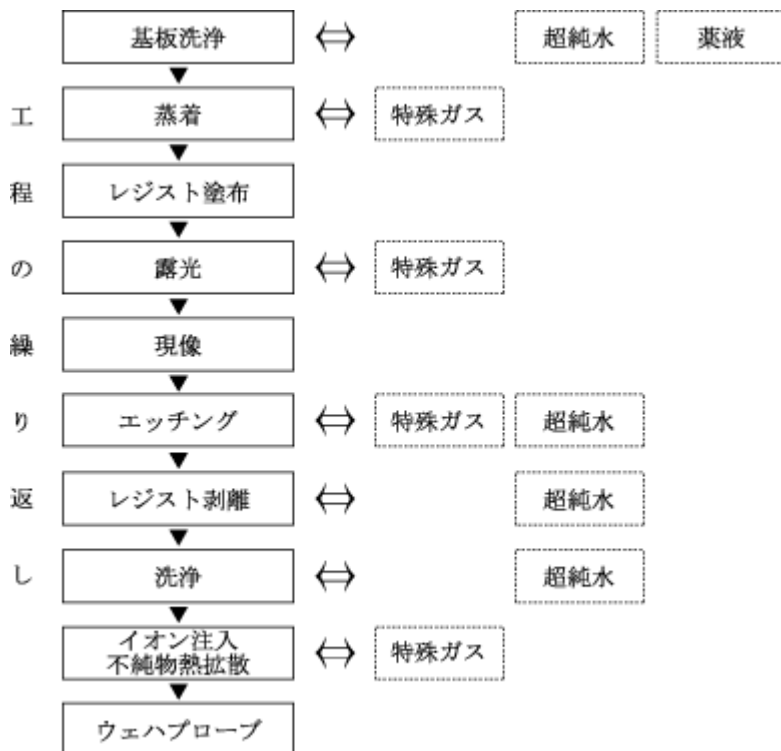 基板洗浄
超純水
薬液
蒸着
特殊ガス
レジスト塗布
露光
特殊ガス
現像
エッチング
特殊ガス
超純水
レジスト剥離
超純水
洗浄
超純水
イオン注入
不純物熱拡散
特殊ガス
ウェハプローブ
工程の繰り返し